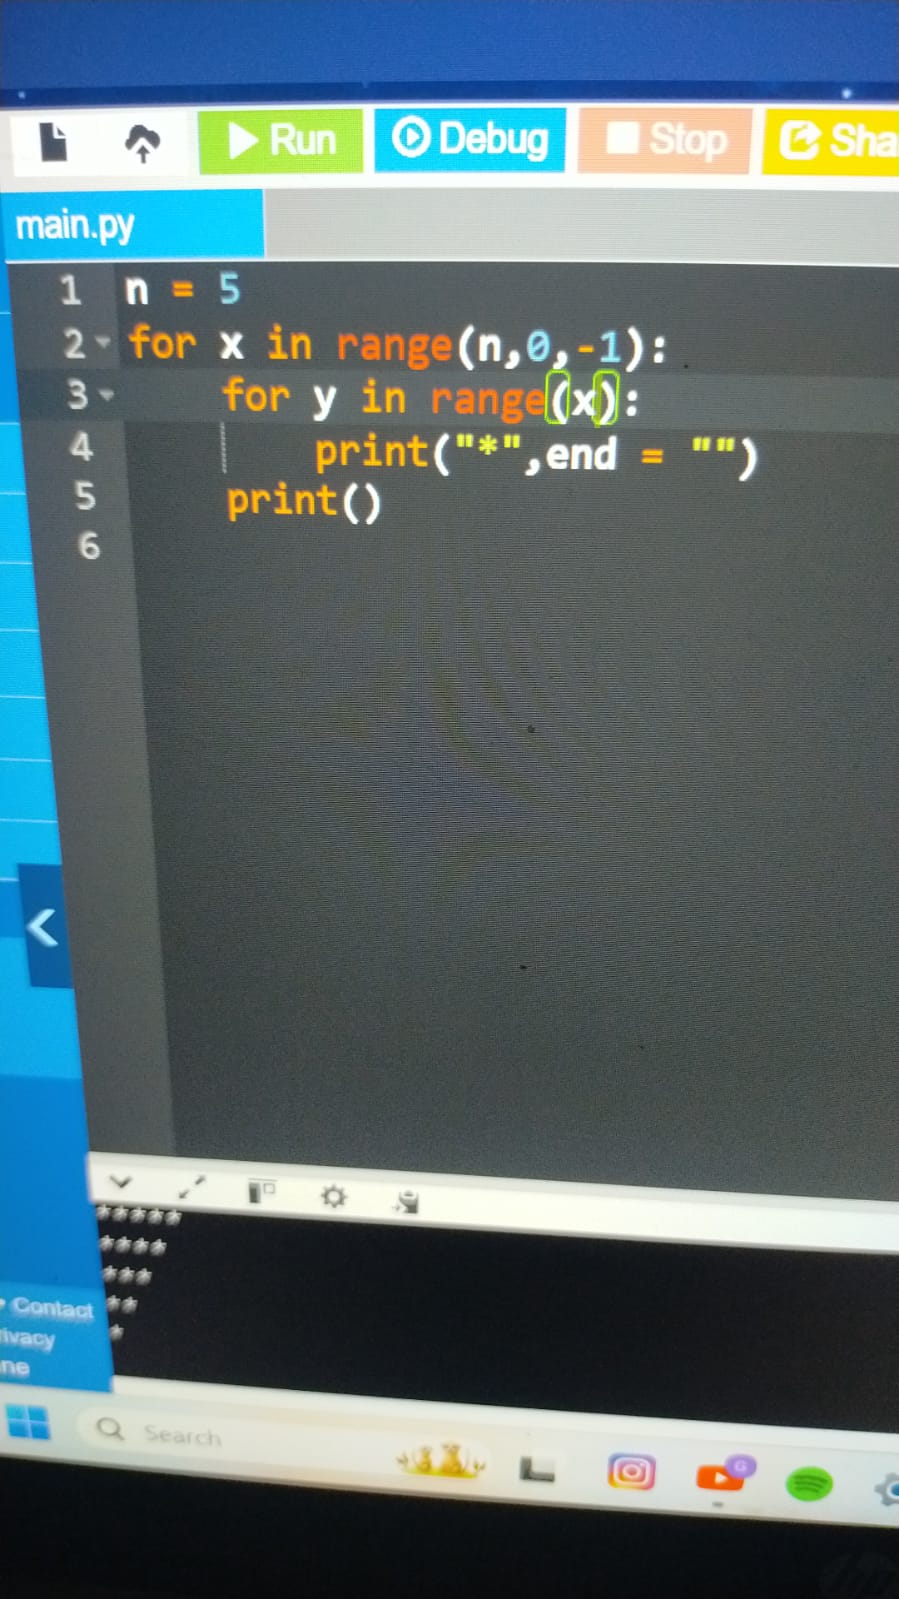 Run Debug Stop Sha
main.py
1 n = 5
2 for x in range(n,0,-1):
3 for y in range(x):
4 print("*",end = "")
5 print()
6
*****
****
***
**
*
Contact
ivacy
ne
Search